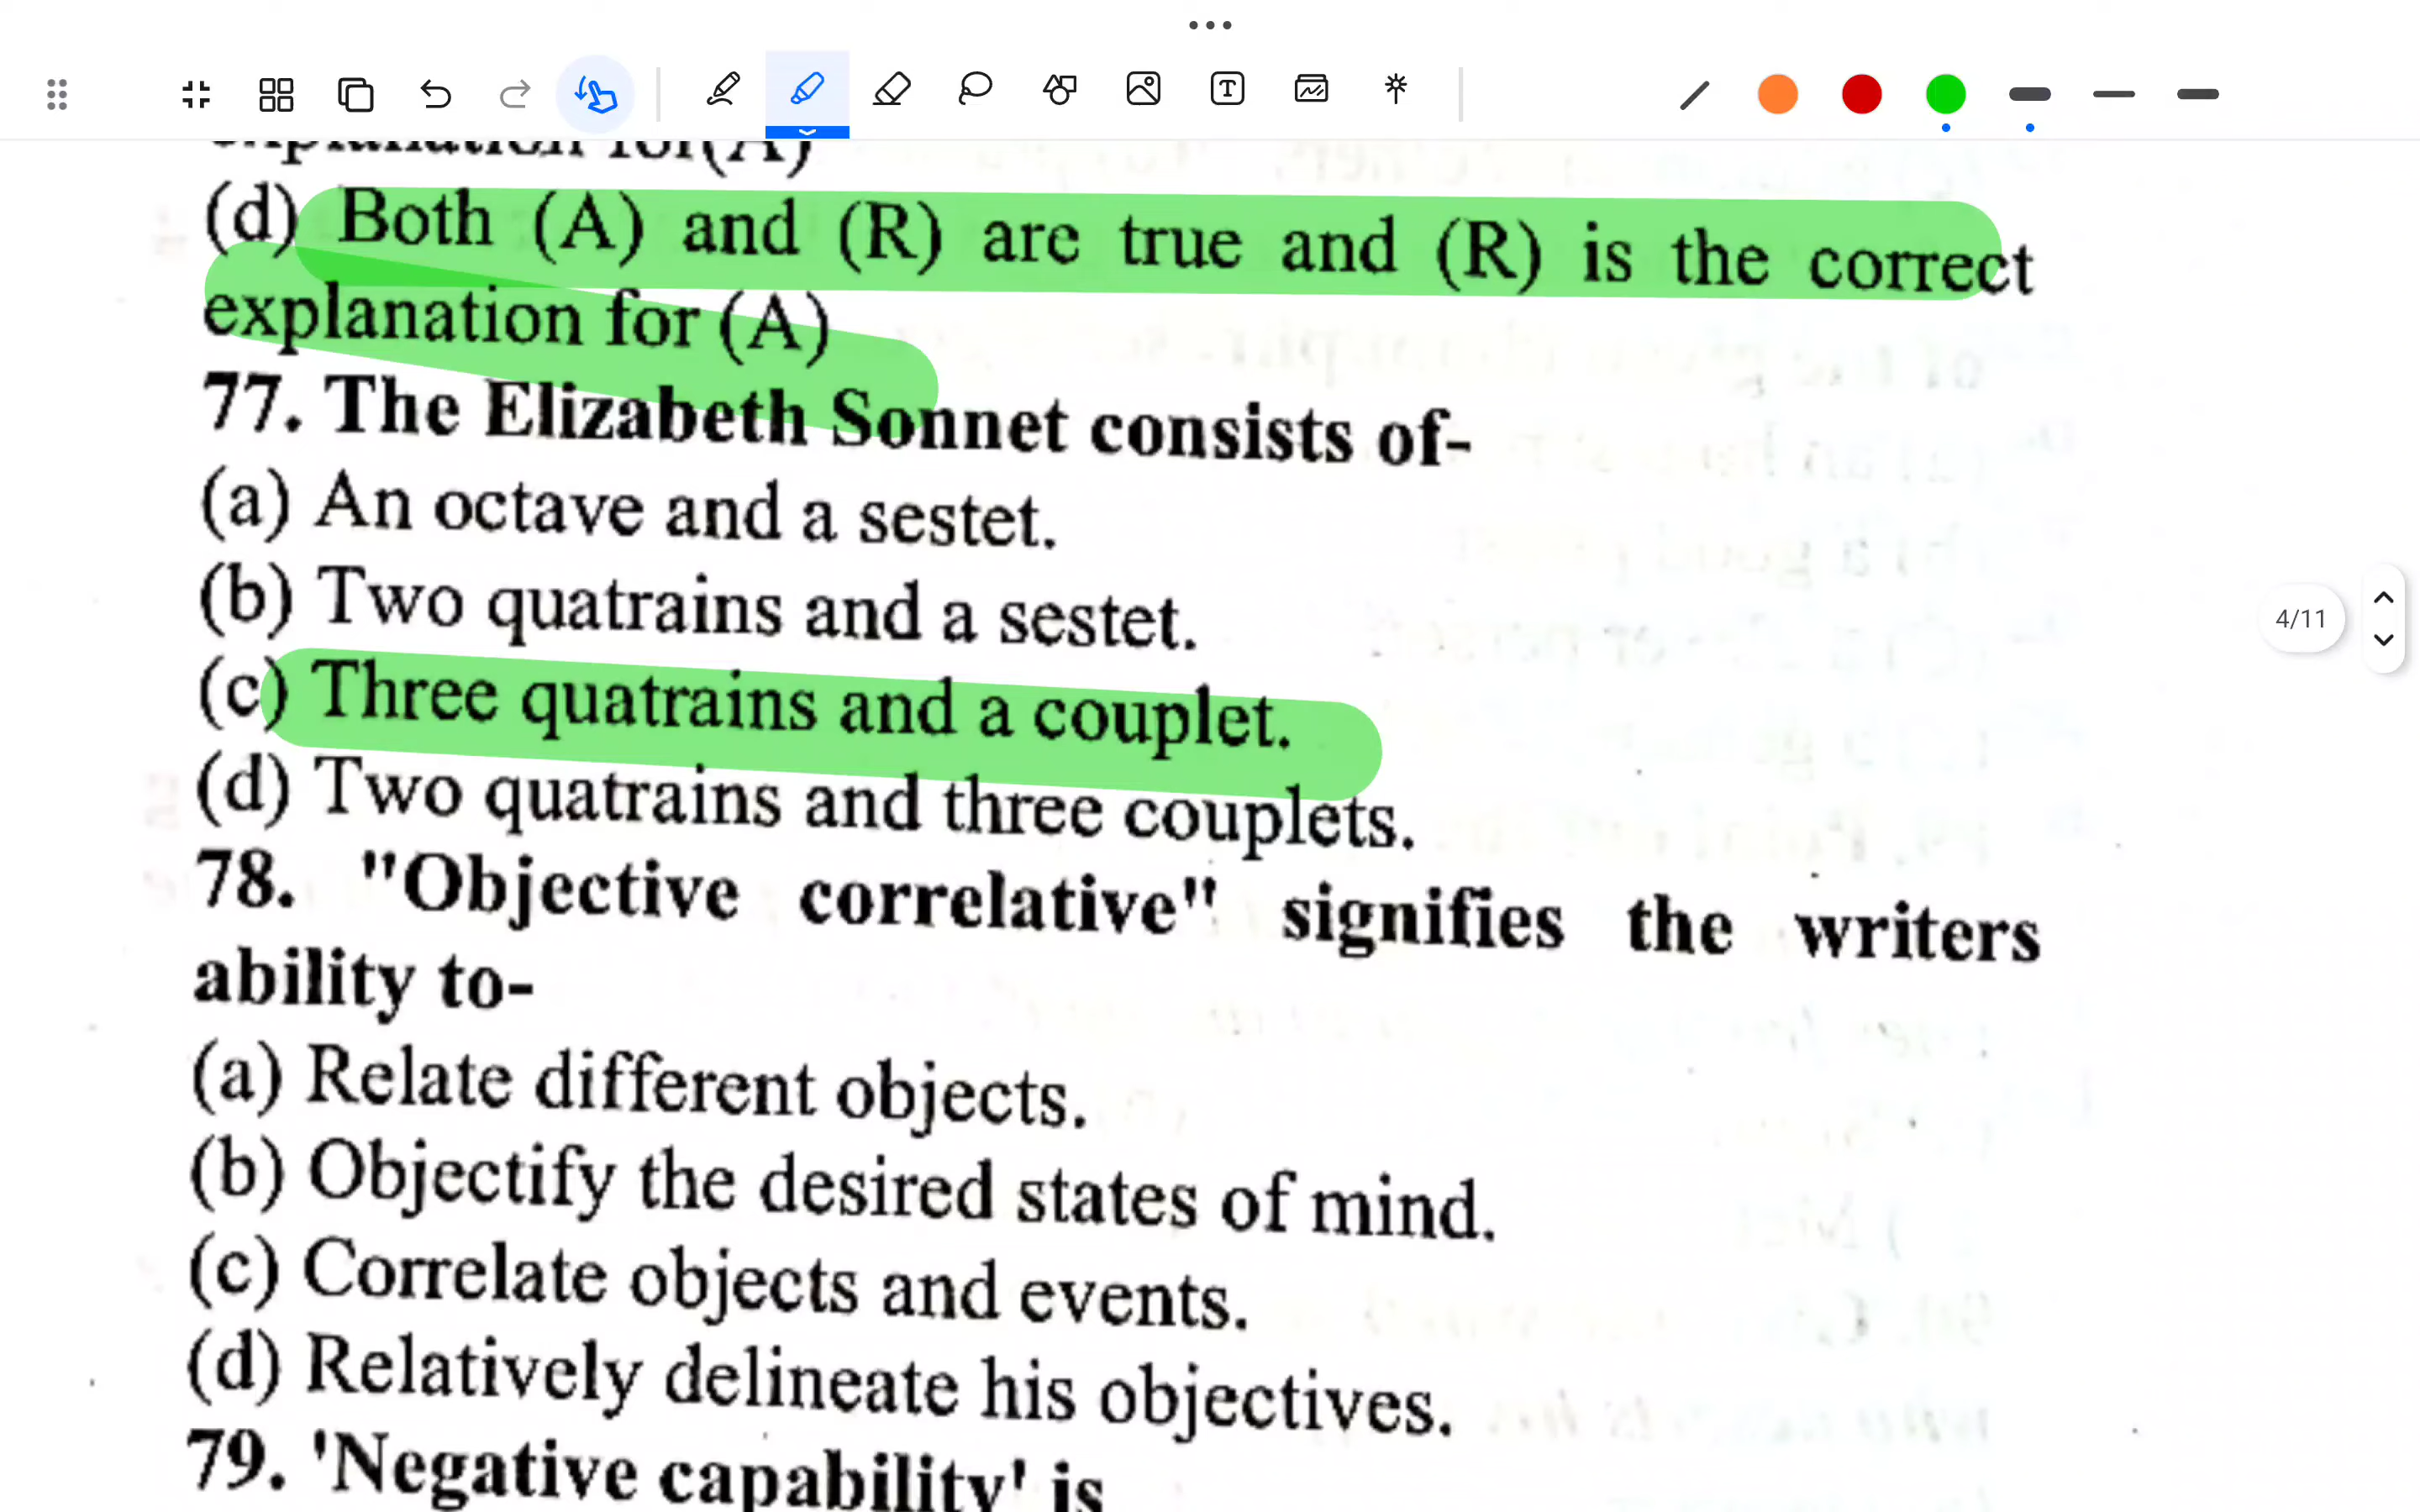 explanation for(A)
(d) Both (A) and (R) are true and (R) is the correct
explanation for (A)
77. The Elizabeth Sonnet consists of-
(a) An octave and a sestet.
(b) Two quatrains and a sestet.
(c) Three quatrains and a couplet.
(d) Two quatrains and three couplets.
4/11
78. "Objective correlative" signifies the writers
ability to-
(a) Relate different objects.
(b) Objectify the desired states of mind.
(c) Correlate objects and events.
(d) Relatively delineate his objectives.
79. 'Negative capability' is